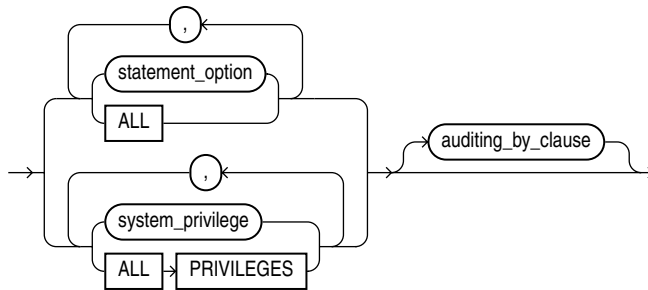 ,
statement_option
ALL
,
system_privilege
ALL PRIVILEGES
auditing_by_clause